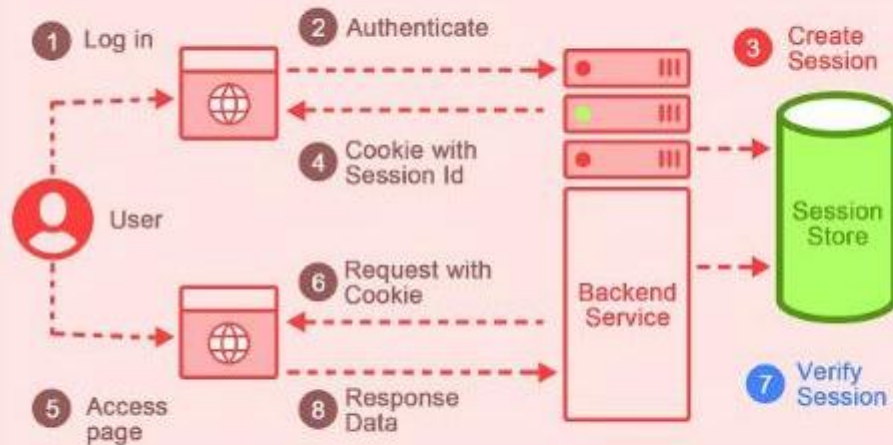 1 Log in
2 Authenticate
3 Create
Session
4 Cookie with
Session Id
User
Session
Store
6 Request with
Cookie
Backend
Service
5 Access
page
8 Response
Data
7 Verify
Session